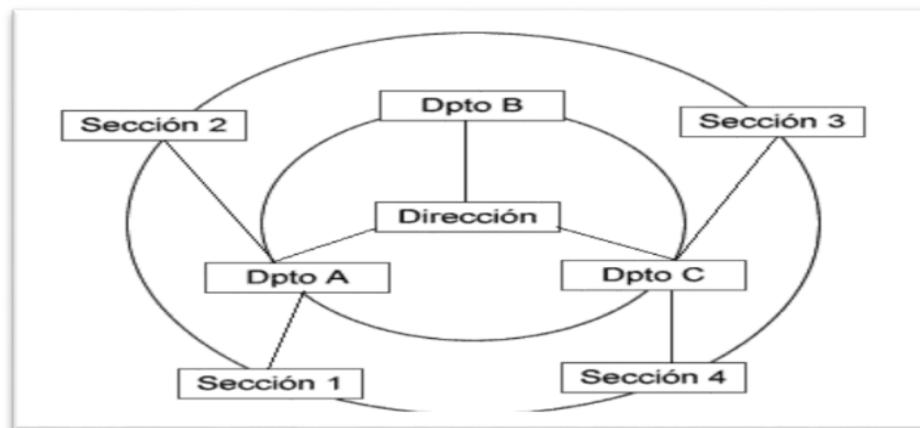 Dpto B
Sección 2
Sección 3
Dirección
Dpto A
Dpto C
Sección 1
Sección 4